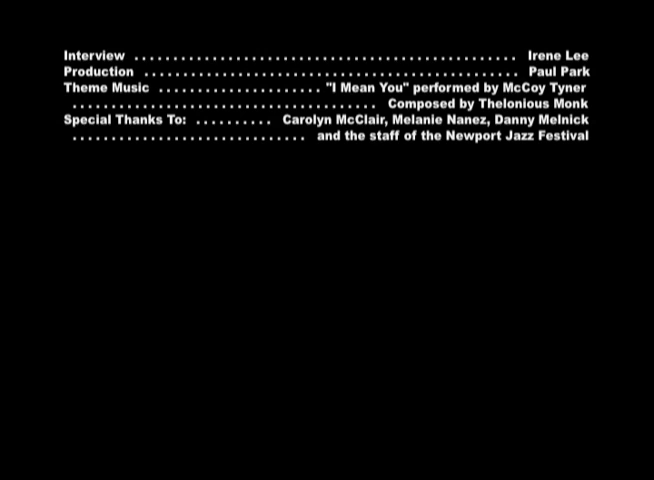 Interview ................................................. Irene Lee
Production ................................................ Paul Park
Theme Music ..................... "I Mean You" performed by McCoy Tyner
....................................... Composed by Thelonious Monk
Special Thanks To: .......... Carolyn McClair, Melanie Nanez, Danny Melnick
.............................. and the staff of the Newport Jazz Festival